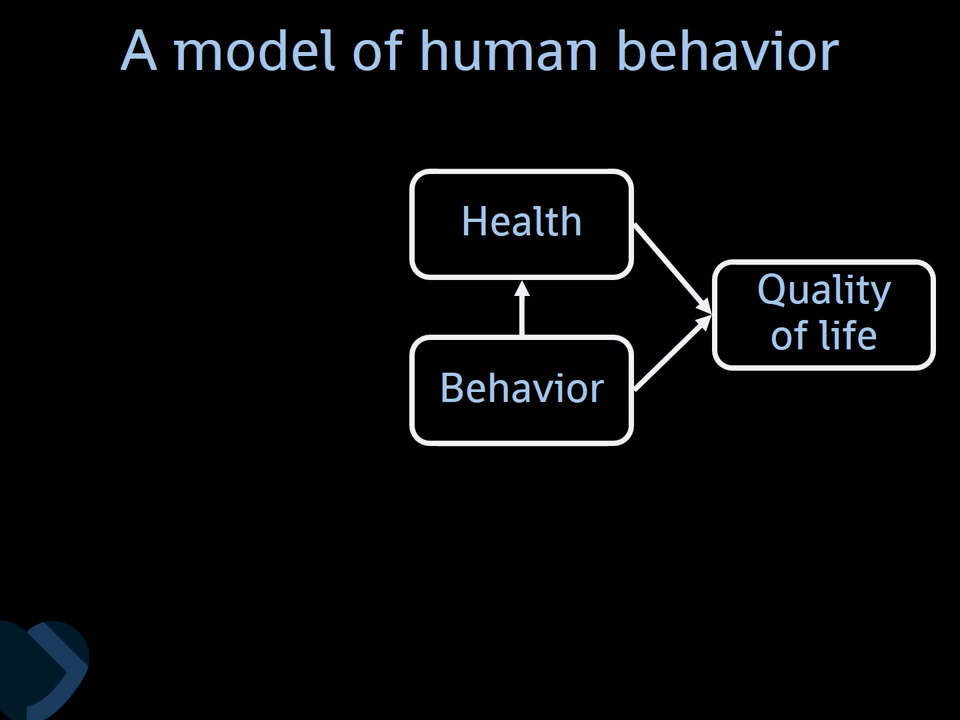 A model of human behavior
Health
Quality
of life
Behavior